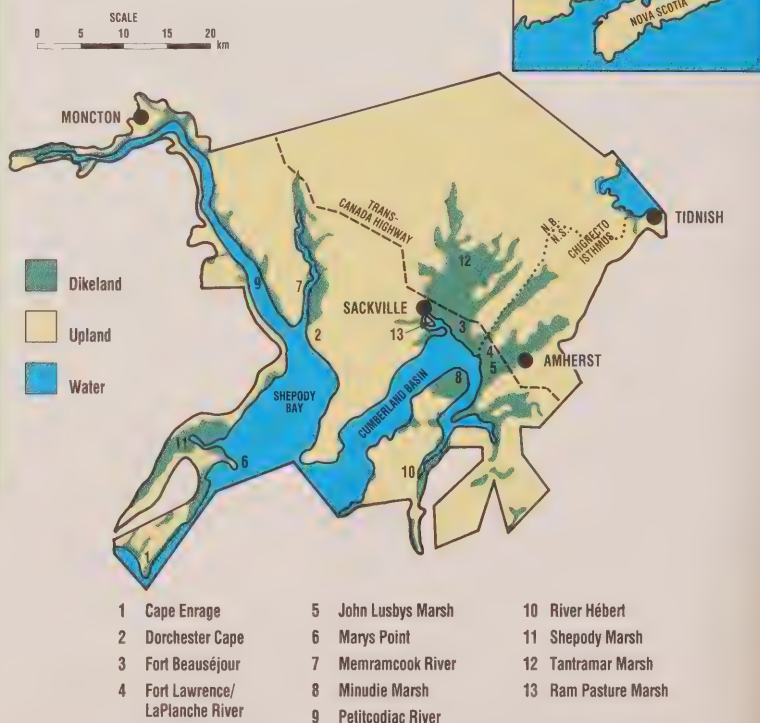 SCALE
0 5 10 15 20
km
NOVA SCOTIA
MONCTON
TRANS-
CANADA HIGHWAY
N.B.
N.S.
CHIGNECTO
ISTHMUS
TIDNISH
Dikeland
Upland
Water
9
7
2
12
SACKVILLE
13
3
4
5
AMHERST
SHEPODY
BAY
CUMBERLAND BASIN
8
11
6
10
1
1 Cape Enrage
2 Dorchester Cape
3 Fort Beauséjour
4 Fort Lawrence/
LaPlanche River
5 John Lusbys Marsh
6 Marys Point
7 Memramcook River
8 Minudie Marsh
9 Petitcodiac River
10 River Hébert
11 Shepody Marsh
12 Tantramar Marsh
13 Ram Pasture Marsh